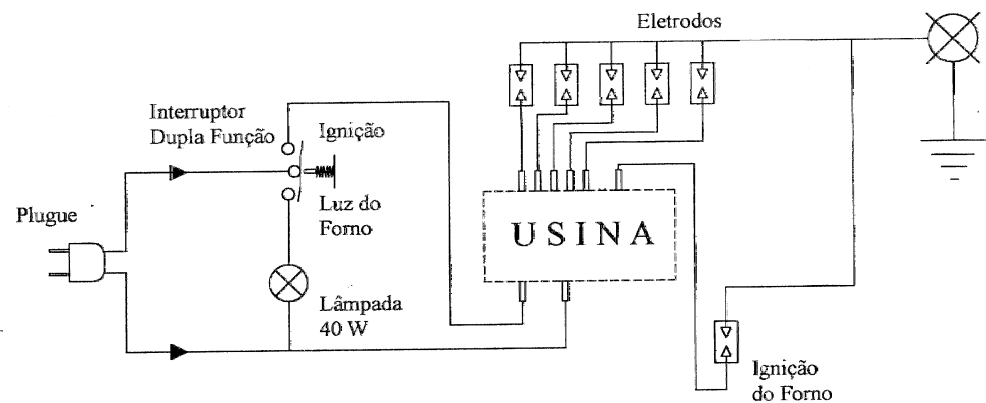 Eletrodos
Interruptor
Dupla Função
Ignição
Plugue
Luz do
Forno
USINA
Lâmpada
40 W
Ignição
do Forno